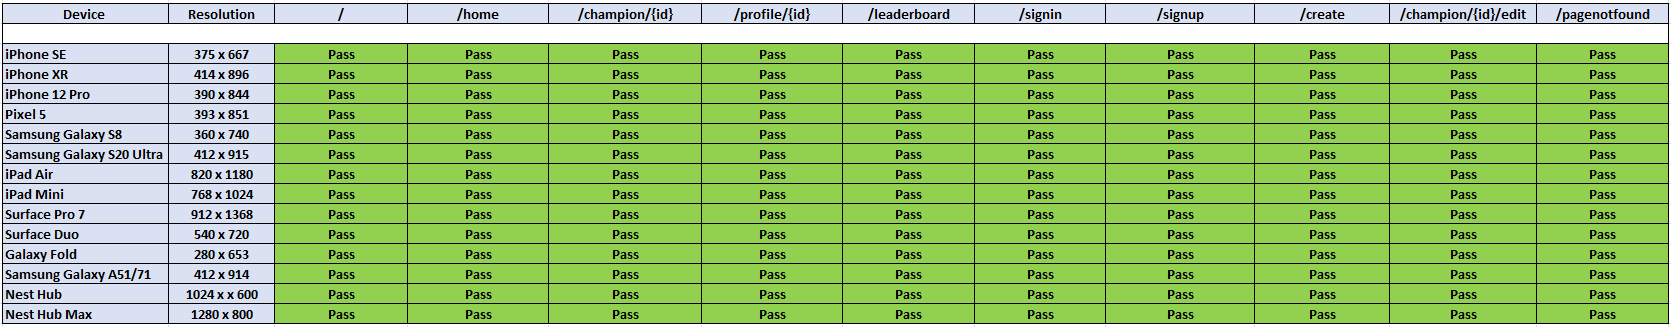 Device Resolution / /home /champion/{id} /profile/{id} /leaderboard /signin /signup /create /champion/{id}/edit /pagenotfound
iPhone SE 375 x 667 Pass Pass Pass Pass Pass Pass Pass Pass Pass Pass
iPhone XR 414 x 896 Pass Pass Pass Pass Pass Pass Pass Pass Pass Pass
iPhone 12 Pro 390 x 844 Pass Pass Pass Pass Pass Pass Pass Pass Pass Pass
Pixel 5 393 x 851 Pass Pass Pass Pass Pass Pass Pass Pass Pass Pass
Samsung Galaxy S8 360 x 740 Pass Pass Pass Pass Pass Pass Pass Pass Pass Pass
Samsung Galaxy S20 Ultra 412 x 915 Pass Pass Pass Pass Pass Pass Pass Pass Pass Pass
iPad Air 820 x 1180 Pass Pass Pass Pass Pass Pass Pass Pass Pass Pass
iPad Mini 768 x 1024 Pass Pass Pass Pass Pass Pass Pass Pass Pass Pass
Surface Pro 7 912 x 1368 Pass Pass Pass Pass Pass Pass Pass Pass Pass Pass
Surface Duo 540 x 720 Pass Pass Pass Pass Pass Pass Pass Pass Pass Pass
Galaxy Fold 280 x 653 Pass Pass Pass Pass Pass Pass Pass Pass Pass Pass
Samsung Galaxy A51/71 412 x 914 Pass Pass Pass Pass Pass Pass Pass Pass Pass Pass
Nest Hub 1024 x x 600 Pass Pass Pass Pass Pass Pass Pass Pass Pass Pass
Nest Hub Max 1280 x 800 Pass Pass Pass Pass Pass Pass Pass Pass Pass Pass